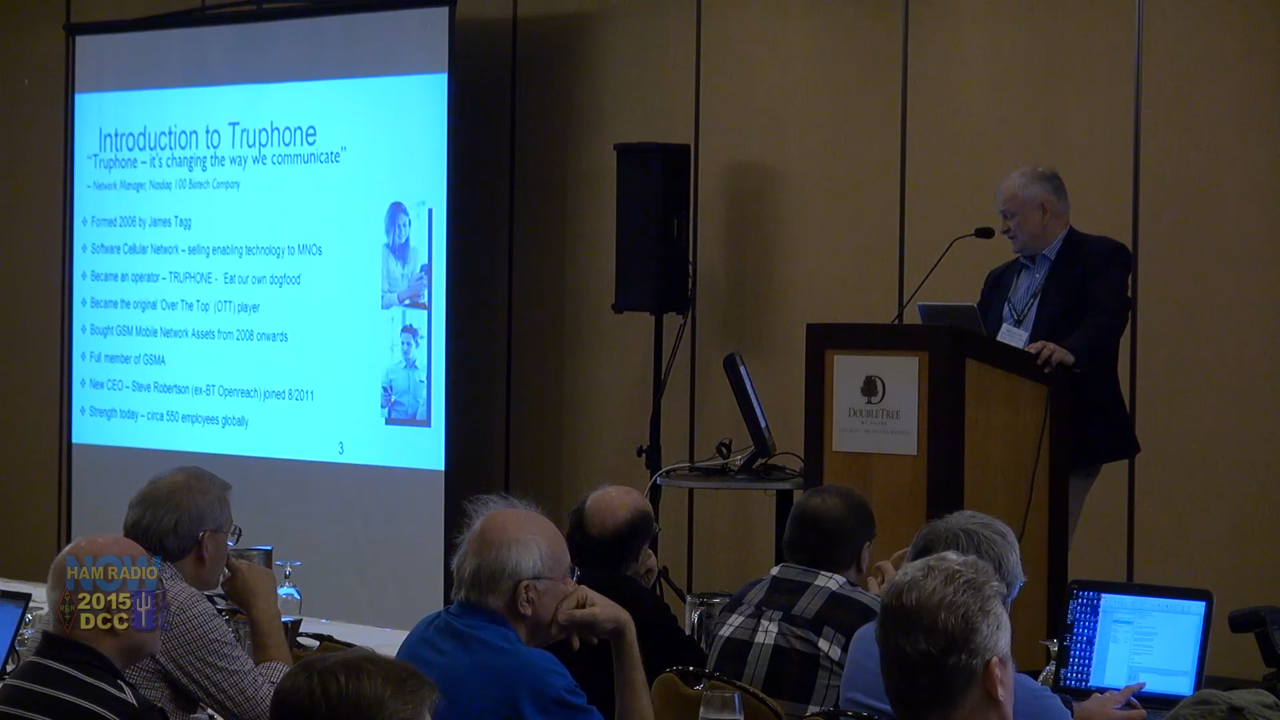 Introduction to Truphone
"Truphone – it's changing the way we communicate"
– Network Manager, Nasdaq 100 Biotech Company
Formed 2006 by James Tagg
Software Cellular Network – selling enabling technology to MNOs
Became an operator – TRUPHONE - 'Eat our own dogfood'
Became the original 'Over The Top' (OTT) player
Bought GSM Mobile Network Assets from 2008 onwards
Full member of GSMA
New CEO – Steve Robertson (ex-BT Openreach) joined 8/2011
Strength today – circa 550 employees globally
3
D
DOUBLETREE
BY HILTON
HAM RADIO
NOW
2015
DCC